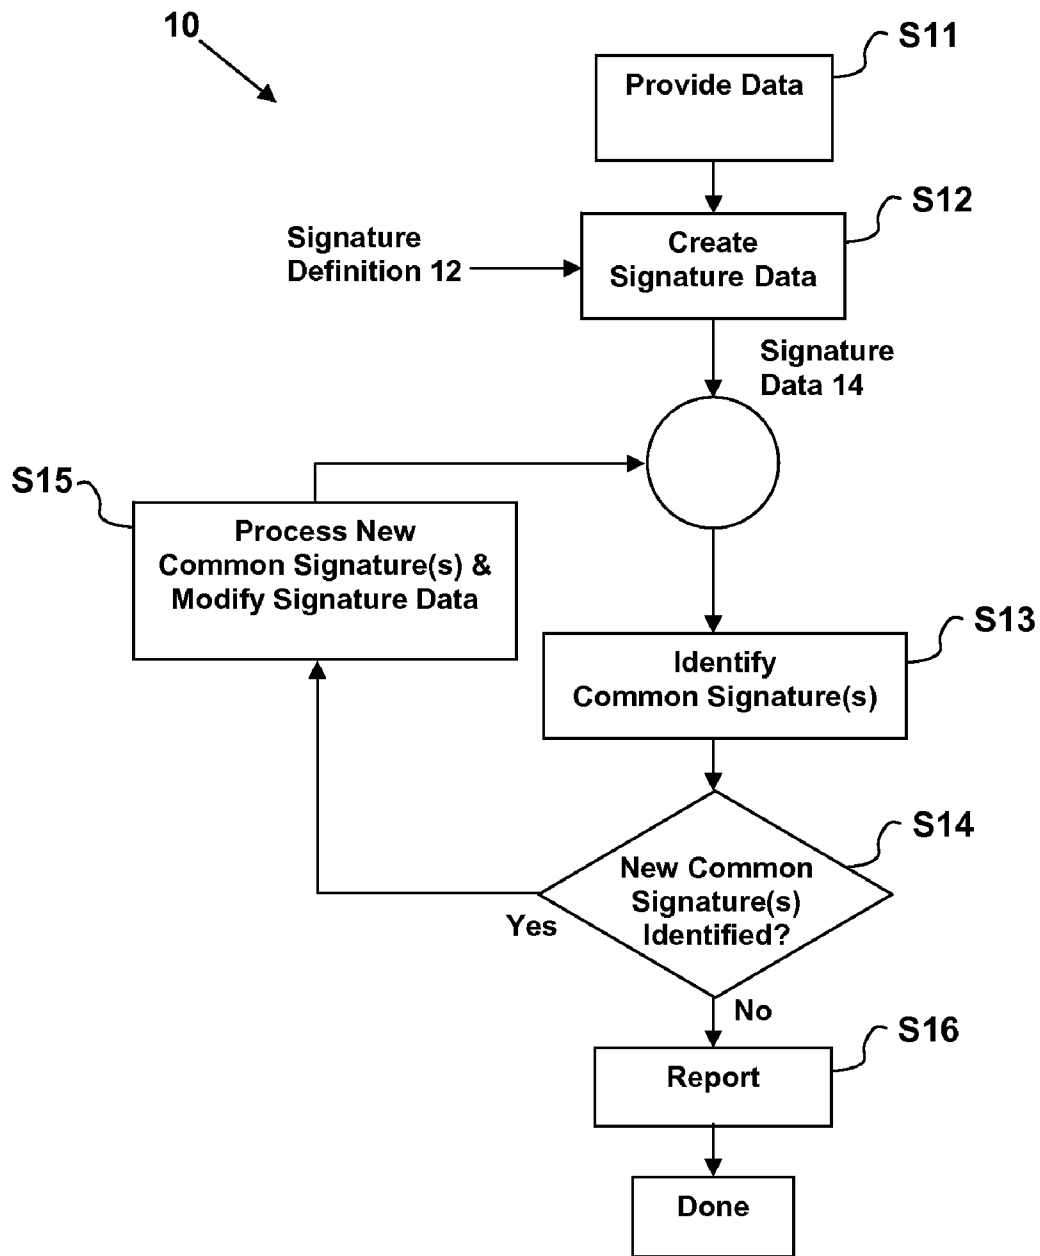 10
S11
Provide Data
S12
Signature
Definition 12
Create
Signature Data
Signature
Data 14
S15
Process New
Common Signature(s) &
Modify Signature Data
S13
Identify
Common Signature(s)
S14
New Common
Signature(s)
Identified?
Yes
No
S16
Report
Done